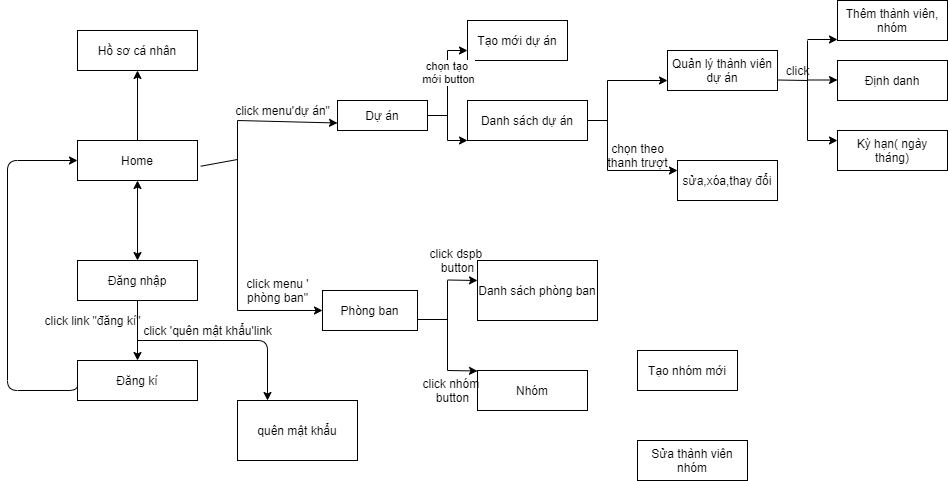 Hồ sơ cá nhân
Tạo mới dự án
Thêm thành viên,
nhóm
chọn tạo
mới button
Quản lý thành viên
dự án
click
Định danh
click menu'dự án"
Dự án
Danh sách dự án
Home
chọn theo
thanh trượt
Kỳ hạn( ngày
tháng)
sửa,xóa,thay đổi
Đăng nhập
click dspb
button
click menu '
phòng ban"
Danh sách phòng ban
Phòng ban
click link "đăng kí"
click 'quên mật khẩu'link
Đăng kí
click nhóm
button
Nhóm
Tạo nhóm mới
quên mật khẩu
Sửa thành viên
nhóm